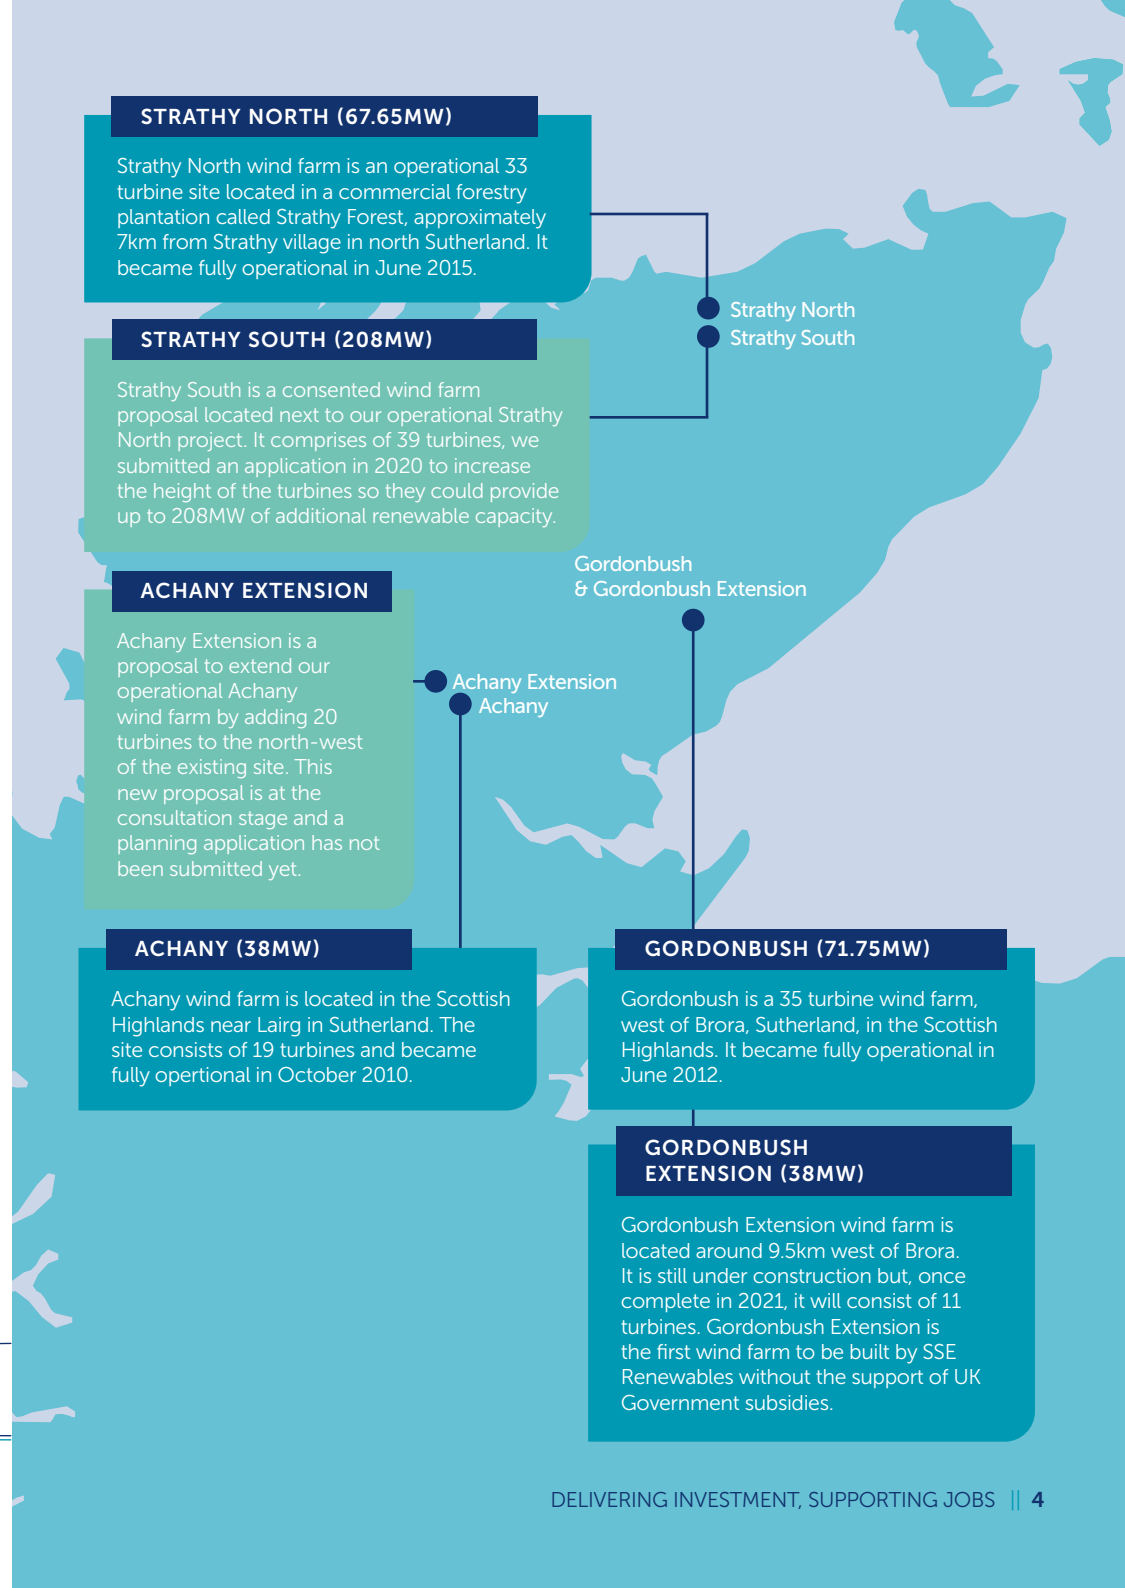 STRATHY NORTH (67.65MW)
Strathy North wind farm is an operational 33
turbine site located in a commercial forestry
plantation called Strathy Forest, approximately
7km from Strathy village in north Sutherland. It
became fully operational in June 2015.
Strathy North
Strathy South
STRATHY SOUTH (208MW)
Strathy South is a consented wind farm
proposal located next to our operational Strathy
North project. It comprises of 39 turbines, we
submitted an application in 2020 to increase
the height of the turbines so they could provide
up to 208MW of additional renewable capacity.
Gordonbush
& Gordonbush Extension
ACHANY EXTENSION
Achany Extension is a
proposal to extend our
operational Achany
wind farm by adding 20
turbines to the north-west
of the existing site. This
new proposal is at the
consultation stage and a
planning application has not
been submitted yet.
Achany Extension
Achany
ACHANY (38MW)
Achany wind farm is located in the Scottish
Highlands near Lairg in Sutherland. The
site consists of 19 turbines and became
fully opertional in October 2010.
GORDONBUSH (71.75MW)
Gordonbush is a 35 turbine wind farm,
west of Brora, Sutherland, in the Scottish
Highlands. It became fully operational in
June 2012.
GORDONBUSH
EXTENSION (38MW)
Gordonbush Extension wind farm is
located around 9.5km west of Brora.
It is still under construction but, once
complete in 2021, it will consist of 11
turbines. Gordonbush Extension is
the first wind farm to be built by SSE
Renewables without the support of UK
Government subsidies.
DELIVERING INVESTMENT, SUPPORTING JOBS || 4